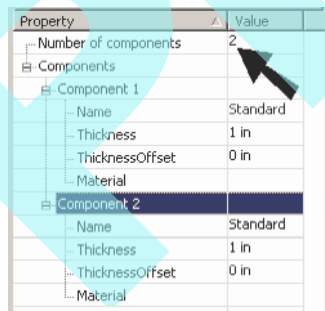 Property Value
Number of components 2
Components
Component 1
Name Standard
Thickness 1 in
ThicknessOffset 0 in
Material
Component 2
Name Standard
Thickness 1 in
ThicknessOffset 0 in
Material